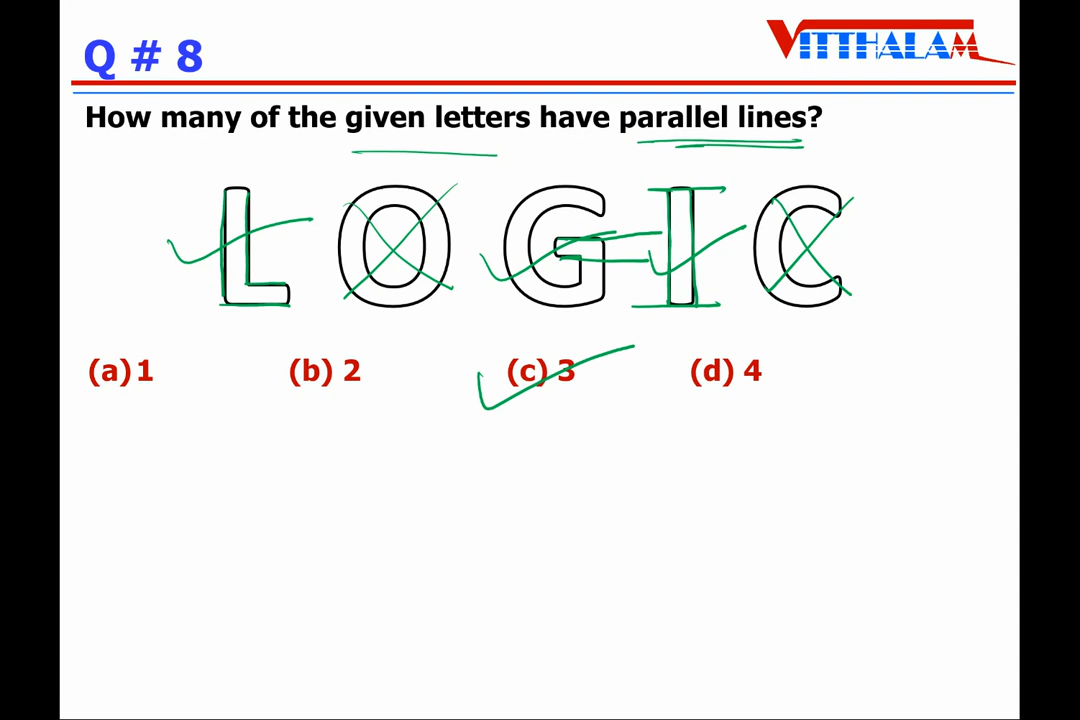 Q # 8
VITTHALAM
How many of the given letters have parallel lines?
LOGIC
(a) 1 (b) 2 (c) 3 (d) 4